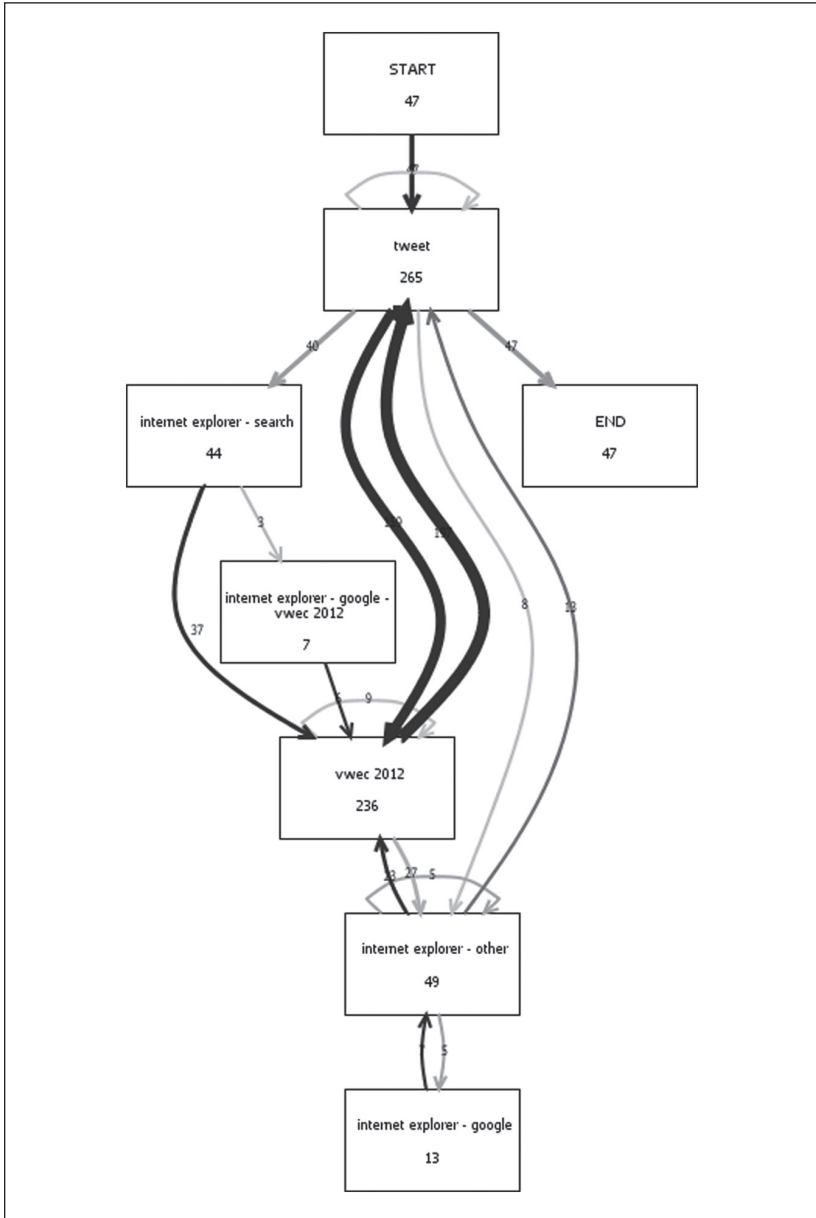 START
47
tweet
265
40
47
internet explorer - search
44
END
47
3
internet explorer - google -
vwec 2012
7
8
13
37
9
vwec 2012
236
23
27
5
internet explorer - other
49
5
internet explorer - google
13